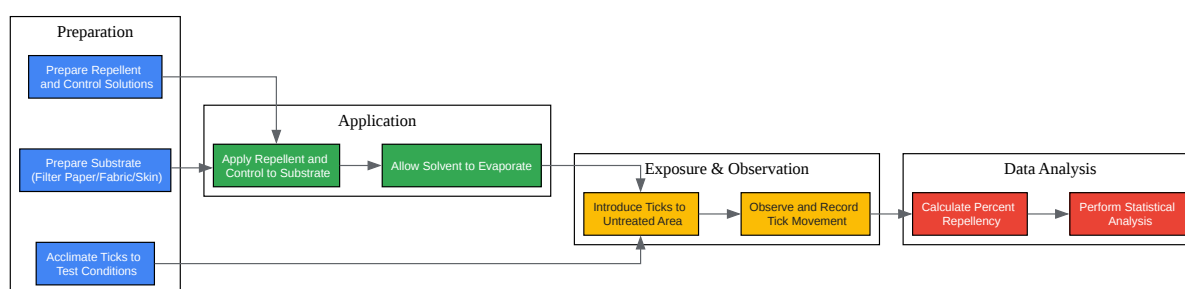 Preparation
Prepare Repellent
and Control Solutions
Prepare Substrate
(Filter Paper/Fabric/Skin)
Acclimate Ticks to
Test Conditions
Application
Apply Repellent and
Control to Substrate
Allow Solvent to Evaporate
Exposure & Observation
Introduce Ticks to
Untreated Area
Observe and Record
Tick Movement
Data Analysis
Calculate Percent
Repellency
Perform Statistical
Analysis